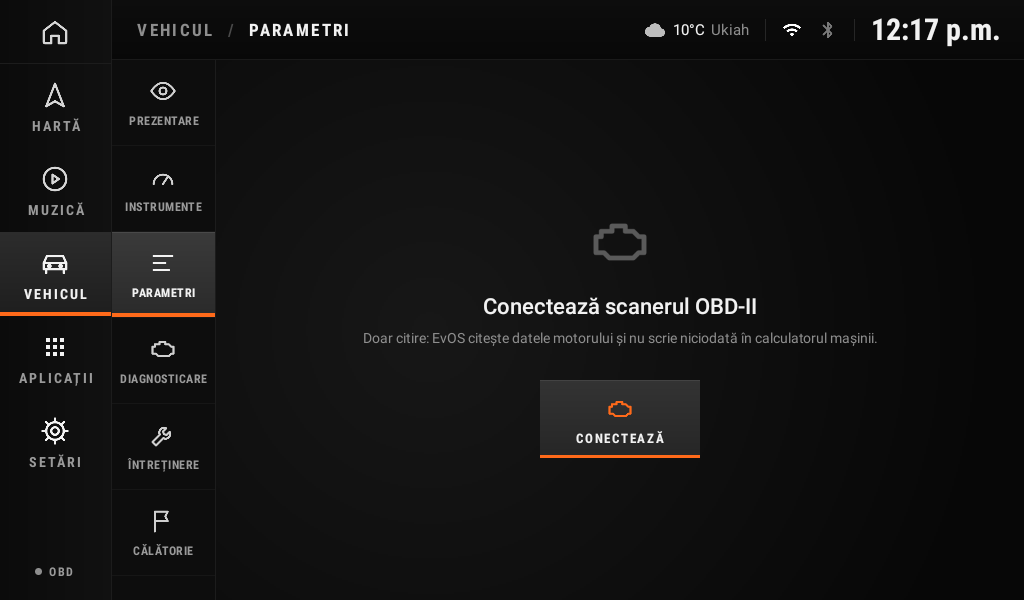 VEHICUL / PARAMETRI
10°C Ukiah
12:17 p.m.
HARTĂ
MUZICĂ
VEHICUL
APLICAȚII
SETĂRI
OBD
PREZENTARE
INSTRUMENTE
PARAMETRI
DIAGNOSTICARE
ÎNTREȚINERE
CĂLĂTORIE
Conectează scanerul OBD-II
Doar citire: EvOS citește datele motorului și nu scrie niciodată în calculatorul mașinii.
CONECTEAZĂ